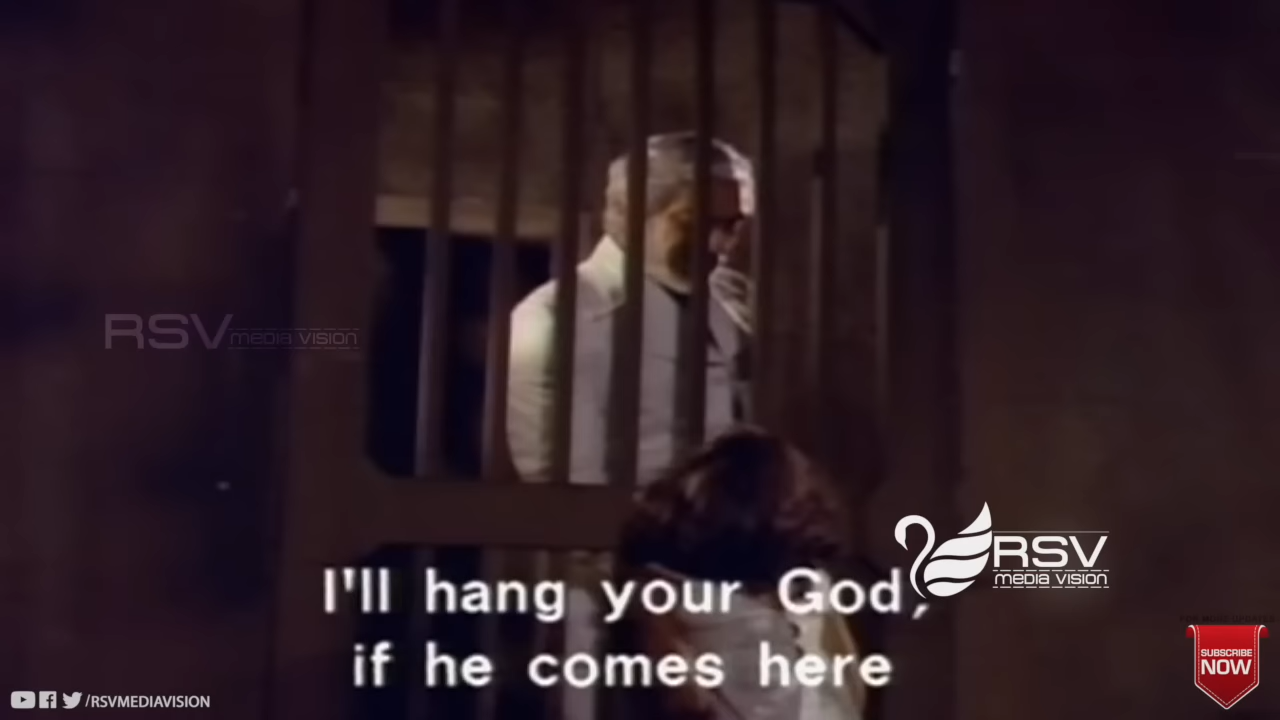 RSV media vision
RSV
media vision
I'll hang your God,
if he comes here
SUBSCRIBE
NOW
/RSVMEDIAVISION